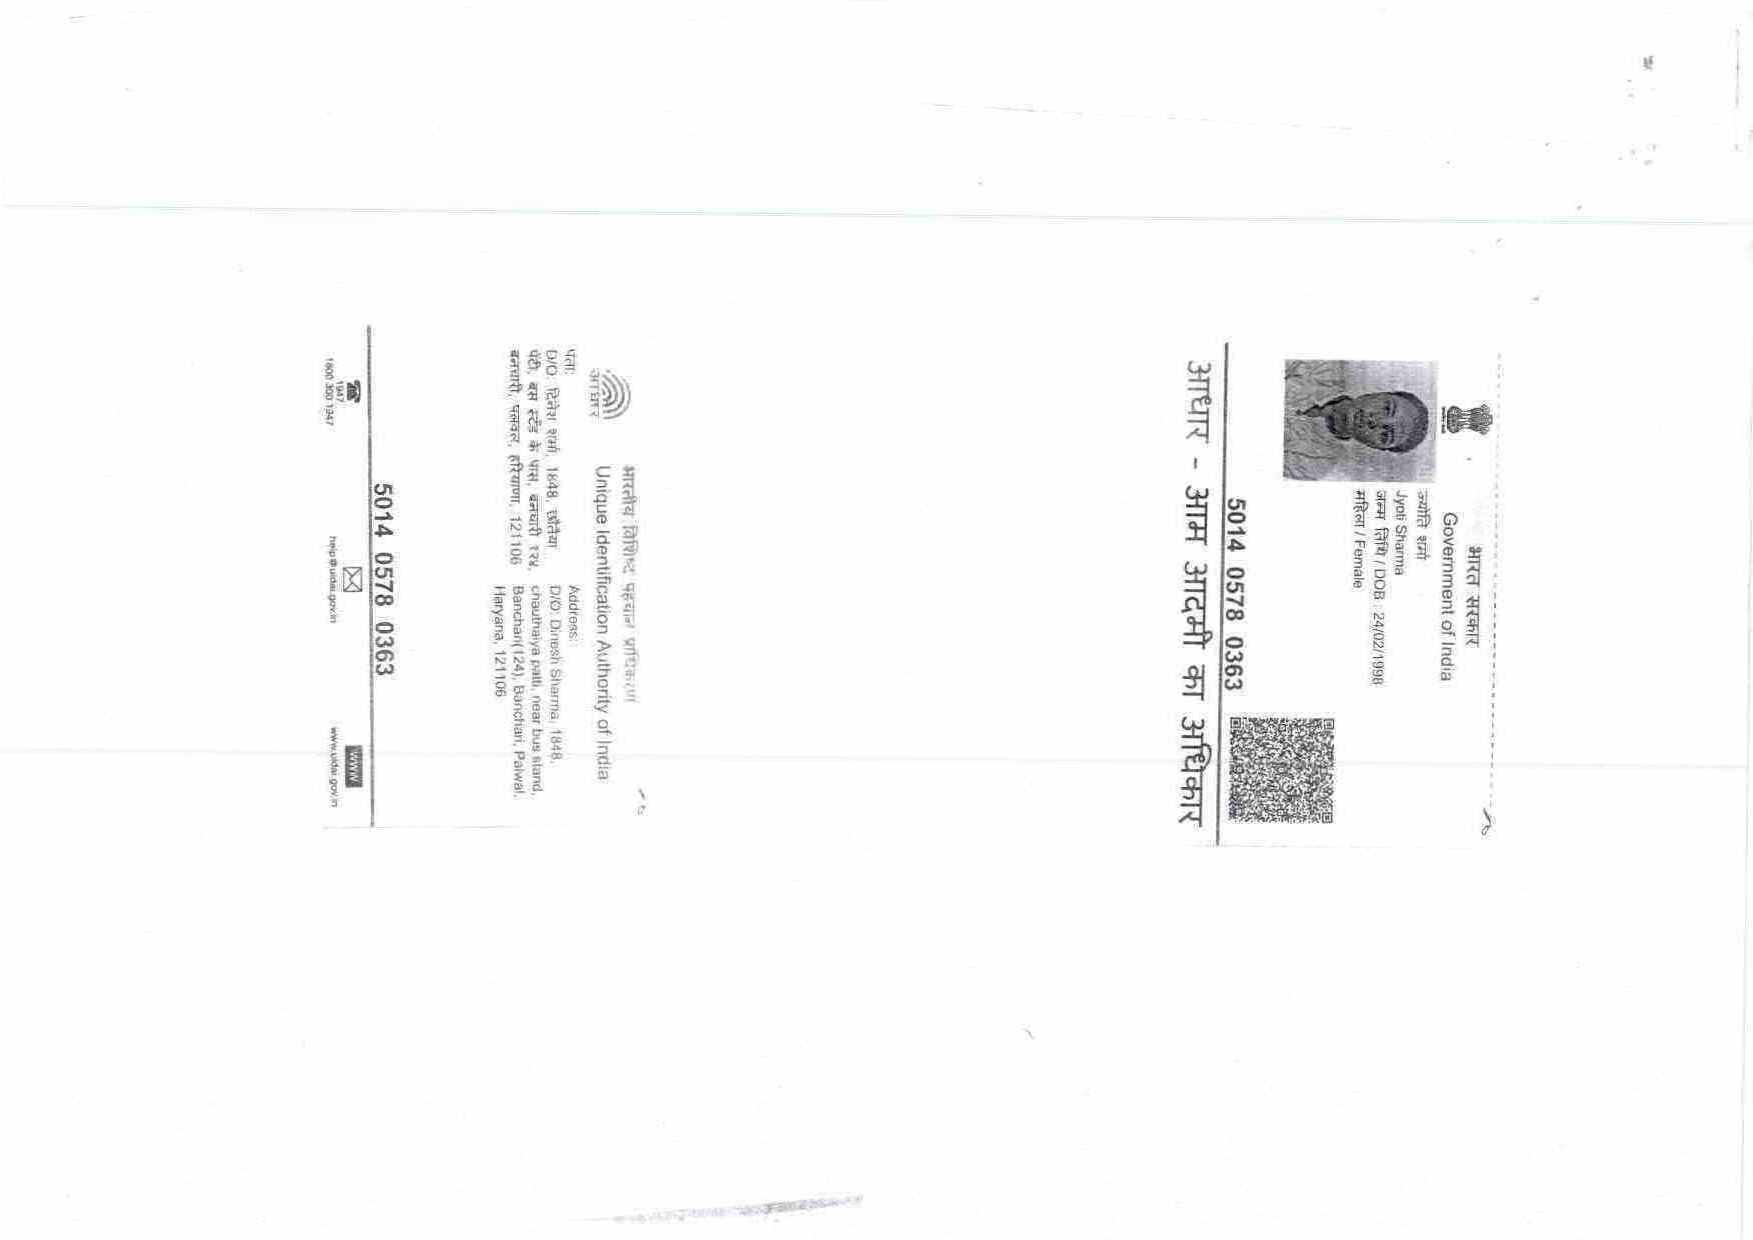 भारत सरकार
Government of India
ज्योति शर्मा
Jyoti Sharma
जन्म तिथि / DOB : 24/02/1998
महिला / Female
5014 0578 0363
आधार - आम आदमी का अधिकार
भारतीय विशिष्ट पहचान प्राधिकरण
Unique Identification Authority of India
आधार
पता:
D/O: दिनेश शर्मा, 1848, छौतैया
पट्टी, बस स्टैंड के पास, बनचारी १२४,
बनचारी, पलवल, हरियाणा, 121106
Address:
D/O: Dinesh Sharma, 1848,
chauthaiya patti, near bus stand,
Banchari(124), Banchari, Palwal,
Haryana, 121106
5014 0578 0363
1947
1800 300 1947
help@uidai.gov.in
www
www.uidai.gov.in